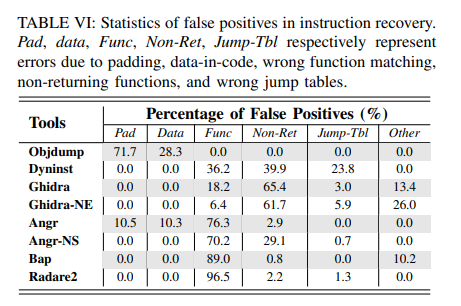 TABLE VI: Statistics of false positives in instruction recovery.
Pad, data, Func, Non-Ret, Jump-Tbl respectively represent
errors due to padding, data-in-code, wrong function matching,
non-returning functions, and wrong jump tables.
Tools Percentage of False Positives (%)
Pad Data Func Non-Ret Jump-Tbl Other
Objdump 71.7 28.3 0.0 0.0 0.0 0.0
Dyninst 0.0 0.0 36.2 39.9 23.8 0.0
Ghidra 0.0 0.0 18.2 65.4 3.0 13.4
Ghidra-NE 0.0 0.0 6.4 61.7 5.9 26.0
Angr 10.5 10.3 76.3 2.9 0.0 0.0
Angr-NS 0.0 0.0 70.2 29.1 0.7 0.0
Bap 0.0 0.0 89.0 0.8 0.0 10.2
Radare2 0.0 0.0 96.5 2.2 1.3 0.0